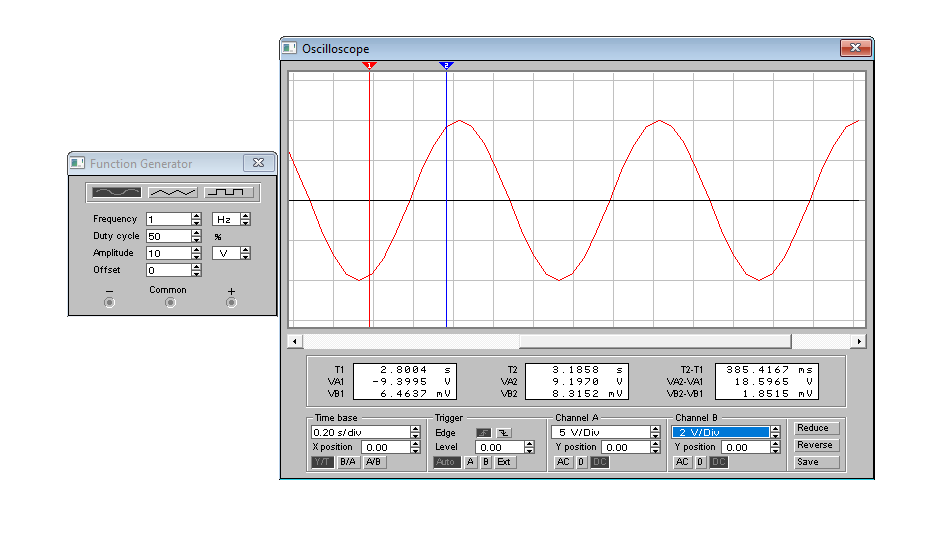 Oscilloscope
1
2
Function Generator
Frequency 1 Hz
Duty cycle 50 %
Amplitude 10 V
Offset 0
− Common +
T1 2.8004 s
VA1 -9.3995 V
VB1 6.4637 mV
T2 3.1858 s
VA2 9.1970 V
VB2 8.3152 mV
T2-T1 385.4167 ms
VA2-VA1 18.5965 V
VB2-VB1 1.8515 mV
Time base
0.20 s/div
X position 0.00
Y/T B/A A/B
Trigger
Edge
Level 0.00
Auto A B Ext
Channel A
5 V/Div
Y position 0.00
AC 0 DC
Channel B
2 V/Div
Y position 0.00
AC 0 DC
Reduce
Reverse
Save